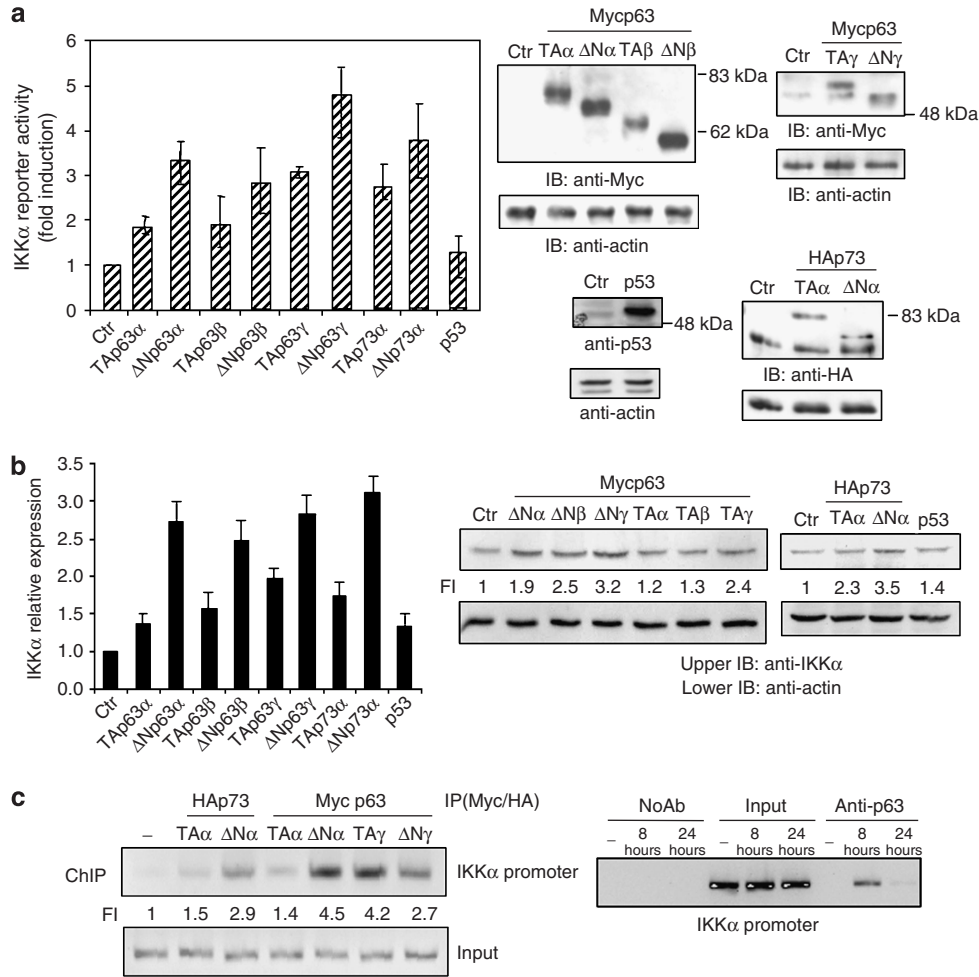 a
IKKα reporter activity
(fold induction)
6
5
4
3
2
1
0
Ctr
TAp63α
ΔNp63α
TAp63β
ΔNp63β
TAp63γ
ΔNp63γ
TAp73α
ΔNp73α
p53
Mycp63
Ctr TAα ΔNα TAβ ΔNβ
83 kDa
62 kDa
IB: anti-Myc
IB: anti-actin
Mycp63
Ctr TAγ ΔNγ
48 kDa
IB: anti-Myc
IB: anti-actin
Ctr p53
48 kDa
anti-p53
anti-actin
HAp73
Ctr TAα ΔNα
83 kDa
IB: anti-HA
b
IKKα relative expression
3.5
3.0
2.5
2.0
1.5
1.0
0.0
Ctr
TAp63α
ΔNp63α
TAp63β
ΔNp63β
TAp63γ
ΔNp63γ
TAp73α
ΔNp73α
p53
Mycp63
Ctr ΔNα ΔNβ ΔNγ TAα TAβ TAγ
FI 1 1.9 2.5 3.2 1.2 1.3 2.4
HAp73
Ctr TAα ΔNα p53
1 2.3 3.5 1.4
Upper IB: anti-IKKα
Lower IB: anti-actin
c
HAp73 Myc p63 IP(Myc/HA)
– TAα ΔNα TAα ΔNα TAγ ΔNγ
ChIP IKKα promoter
FI 1 1.5 2.9 1.4 4.5 4.2 2.7
Input
NoAb Input Anti-p63
– 8 hours 24 hours – 8 hours 24 hours – 8 hours 24 hours
IKKα promoter